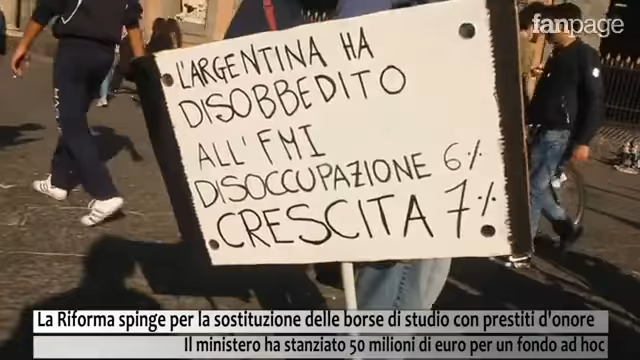 fanpage
L'ARGENTINA HA
DISOBBEDITO
ALL'FMI
DISOCCUPAZIONE 6%
CRESCITA 7%
La Riforma spinge per la sostituzione delle borse di studio con prestiti d'onore
Il ministero ha stanziato 50 milioni di euro per un fondo ad hoc